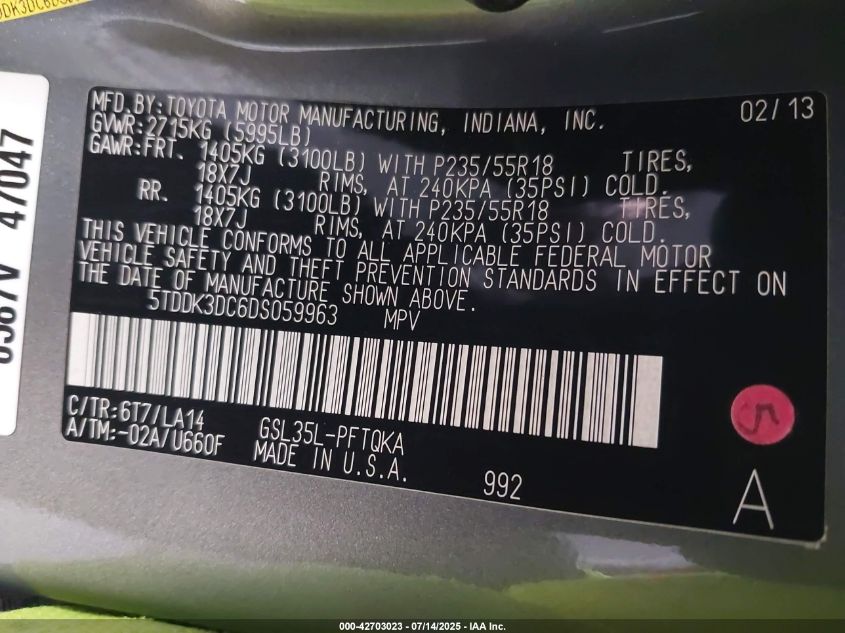 MFD. BY: TOYOTA MOTOR MANUFACTURING, INDIANA, INC. 02/13
GVWR: 2715KG (5995LB)
GAWR: FRT. 1405KG (3100LB) WITH P235/55R18 TIRES,
18X7J RIMS, AT 240KPA (35PSI) COLD.
RR. 1405KG (3100LB) WITH P235/55R18 TIRES,
18X7J RIMS, AT 240KPA (35PSI) COLD.
THIS VEHICLE CONFORMS TO ALL APPLICABLE FEDERAL MOTOR
VEHICLE SAFETY AND THEFT PREVENTION STANDARDS IN EFFECT ON
THE DATE OF MANUFACTURE SHOWN ABOVE.
5TDDK3DC6DS059963 MPV
C/TR: 6T7/LA14
A/TM: -02A/U660F
GSL35L-PFTQKA
MADE IN U.S.A.
992
A
5
47047
000-42703023 - 07/14/2025 - IAA Inc.